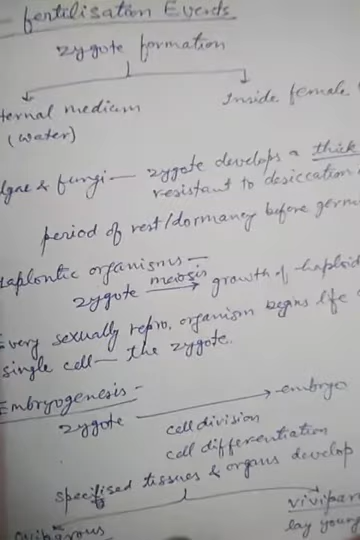 fertilisation Events
zygote formation
ternal medium Inside female
(water)
lgae & fungi — zygote develops a thick
resistant to desiccation
period of rest/dormancy before germ
aplontic organisms —
zygote meiosis growth of haploid
Every sexually repro. organism begins life
single cell — the zygote.
Embryogenesis -
zygote embryo
cell division
cell differentiation
specified tissues & organs develop
oviparous vivipar
lay young